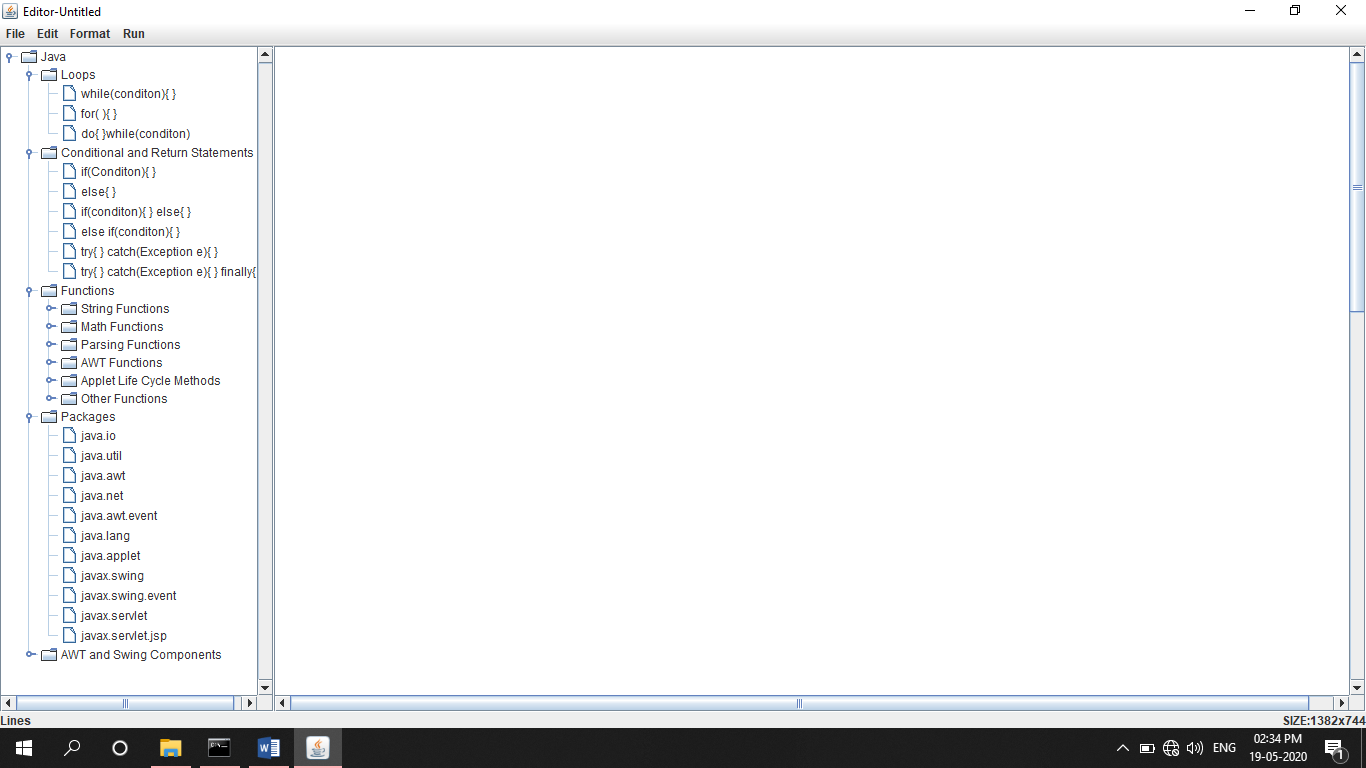 Editor-Untitled
File Edit Format Run
Java
Loops
while(conditon){ }
for( ){ }
do{ }while(conditon)
Conditional and Return Statements
if(Conditon){ }
else{ }
if(conditon){ } else{ }
else if(conditon){ }
try{ } catch(Exception e){ }
try{ } catch(Exception e){ } finally{
Functions
String Functions
Math Functions
Parsing Functions
AWT Functions
Applet Life Cycle Methods
Other Functions
Packages
java.io
java.util
java.awt
java.net
java.awt.event
java.lang
java.applet
javax.swing
javax.swing.event
javax.servlet
javax.servlet.jsp
AWT and Swing Components
Lines SIZE:1382x744
ENG
02:34 PM
19-05-2020
1